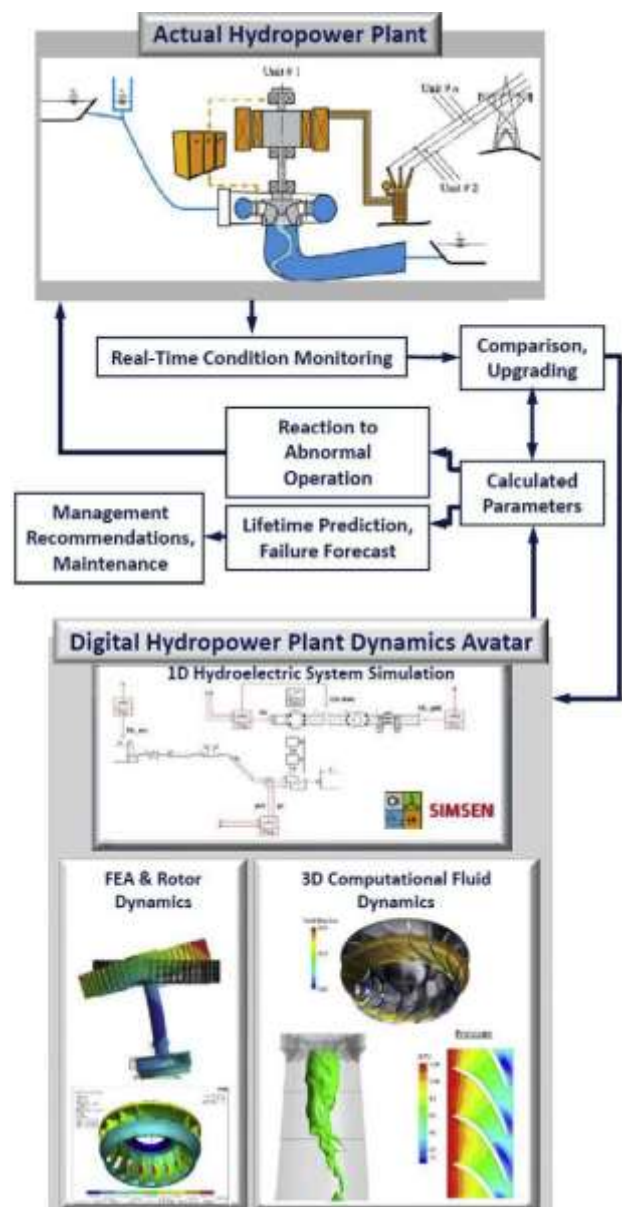 Actual Hydropower Plant
Unit # 1
Unit # n
Unit # 2
Real-Time Condition Monitoring
Comparison,
Upgrading
Reaction to
Abnormal
Operation
Calculated
Parameters
Management
Recommendations,
Maintenance
Lifetime Prediction,
Failure Forecast
Digital Hydropower Plant Dynamics Avatar
1D Hydroelectric System Simulation
SIMSEN
FEA & Rotor
Dynamics
3D Computational Fluid
Dynamics
Pressure